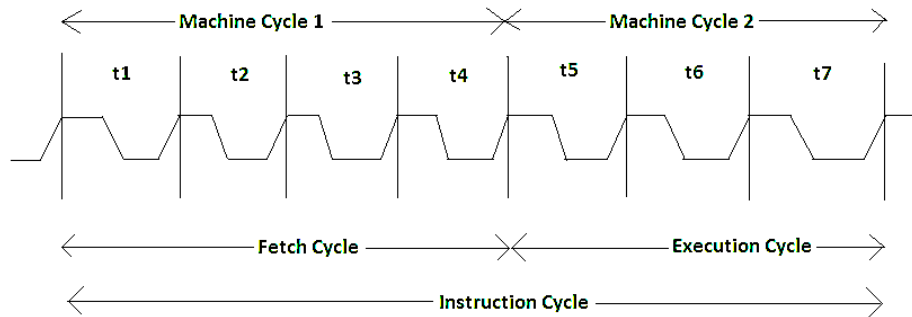 Machine Cycle 1 Machine Cycle 2
t1 t2 t3 t4 t5 t6 t7
Fetch Cycle Execution Cycle
Instruction Cycle